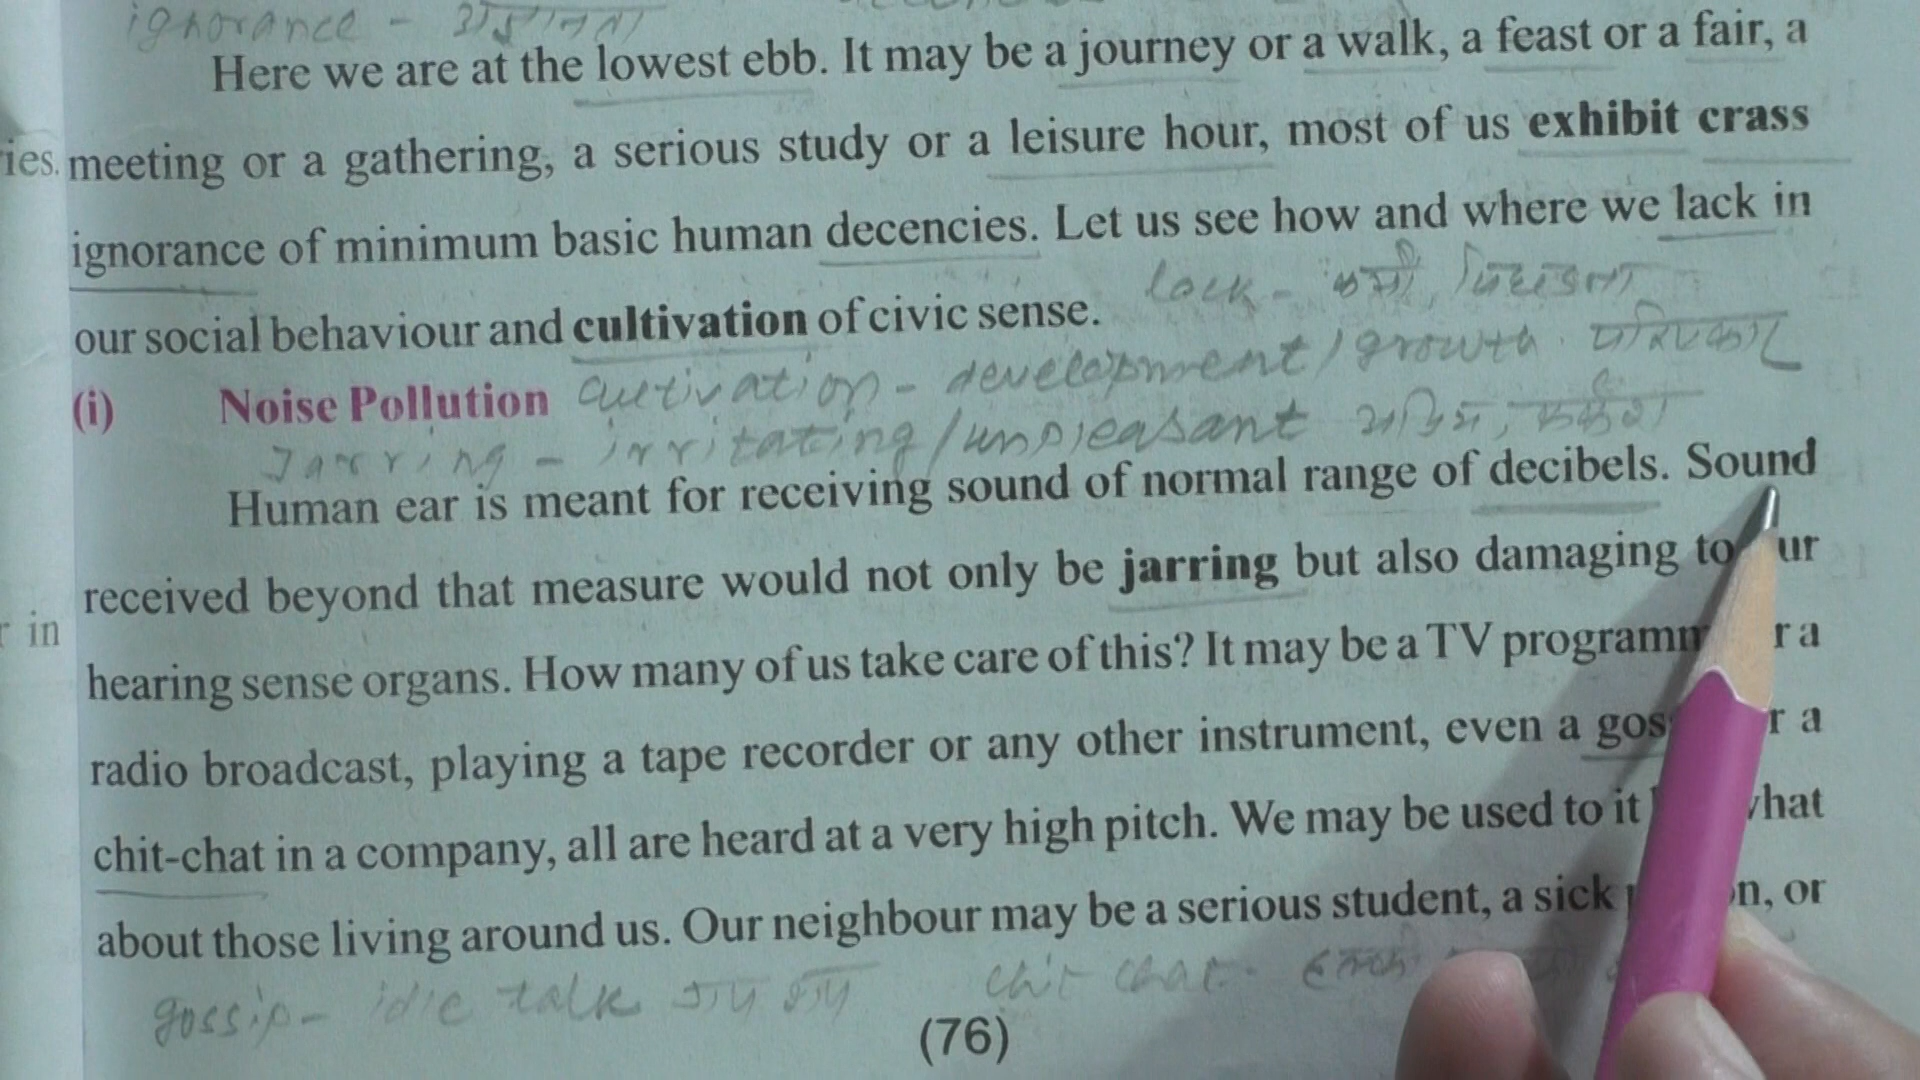 ignorance - अज्ञानता
Here we are at the lowest ebb. It may be a journey or a walk, a feast or a fair, a
ies. meeting or a gathering, a serious study or a leisure hour, most of us exhibit crass
ignorance of minimum basic human decencies. Let us see how and where we lack in
lack - कमी,
our social behaviour and cultivation of civic sense.
cultivation - development/growth
(i) Noise Pollution
Jarring - irritating/unpleasant
Human ear is meant for receiving sound of normal range of decibels. Sound
received beyond that measure would not only be jarring but also damaging to ur
in hearing sense organs. How many of us take care of this? It may be a TV programm r a
radio broadcast, playing a tape recorder or any other instrument, even a gos r a
chit-chat in a company, all are heard at a very high pitch. We may be used to it hat
about those living around us. Our neighbour may be a serious student, a sick n, or
gossip - idle talk गप शप chit chat -
(76)